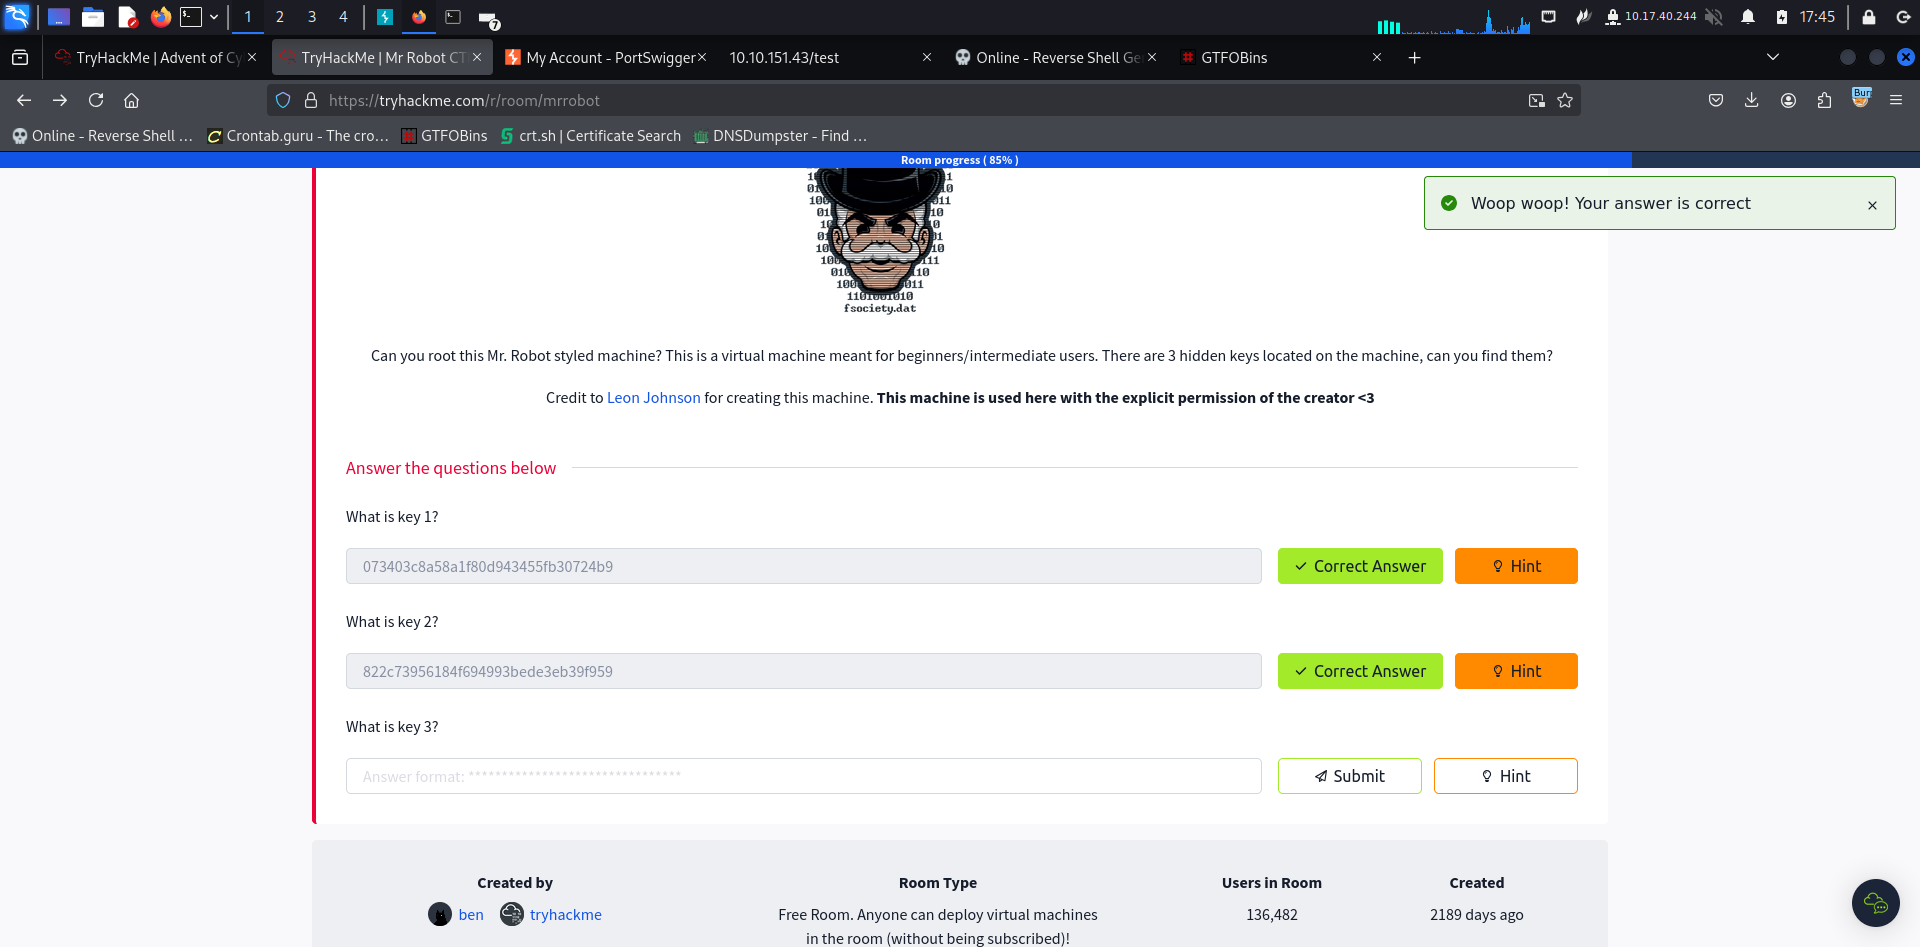 1 2 3 4 7 10.17.40.244 17:45
TryHackMe | Advent of Cy TryHackMe | Mr Robot CT My Account - PortSwigger 10.10.151.43/test Online - Reverse Shell Ge GTFOBins
https://tryhackme.com/r/room/mrrobot
Online - Reverse Shell … Crontab.guru - The cro… GTFOBins crt.sh | Certificate Search DNSDumpster - Find …
Room progress ( 85% )
Woop woop! Your answer is correct
fsociety.dat
Can you root this Mr. Robot styled machine? This is a virtual machine meant for beginners/intermediate users. There are 3 hidden keys located on the machine, can you find them?
Credit to Leon Johnson for creating this machine. This machine is used here with the explicit permission of the creator <3
Answer the questions below
What is key 1?
073403c8a58a1f80d943455fb30724b9 Correct Answer Hint
What is key 2?
822c73956184f694993bede3eb39f959 Correct Answer Hint
What is key 3?
Answer format: ******************************** Submit Hint
Created by Room Type Users in Room Created
ben tryhackme Free Room. Anyone can deploy virtual machines 136,482 2189 days ago
in the room (without being subscribed)!